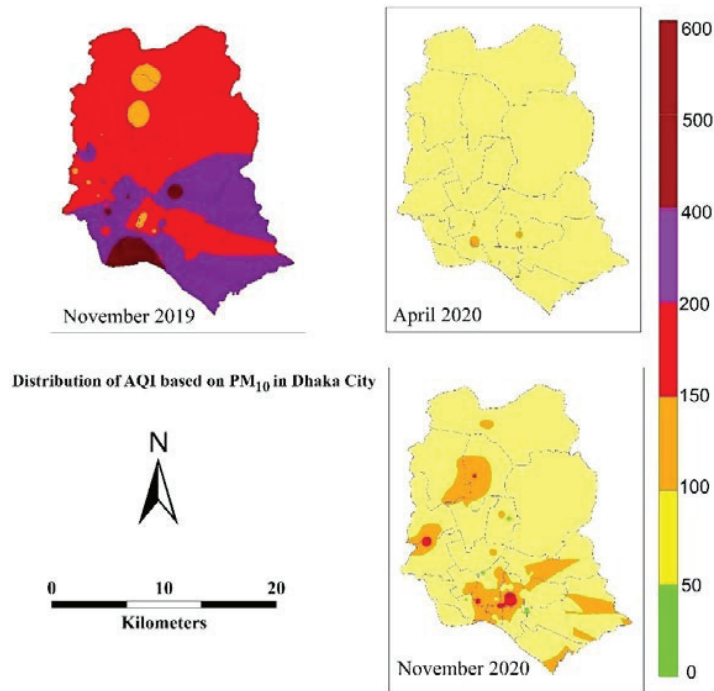 November 2019
April 2020
600
500
400
200
150
100
50
0
Distribution of AQI based on PM₁₀ in Dhaka City
N
0 10 20
Kilometers
November 2020